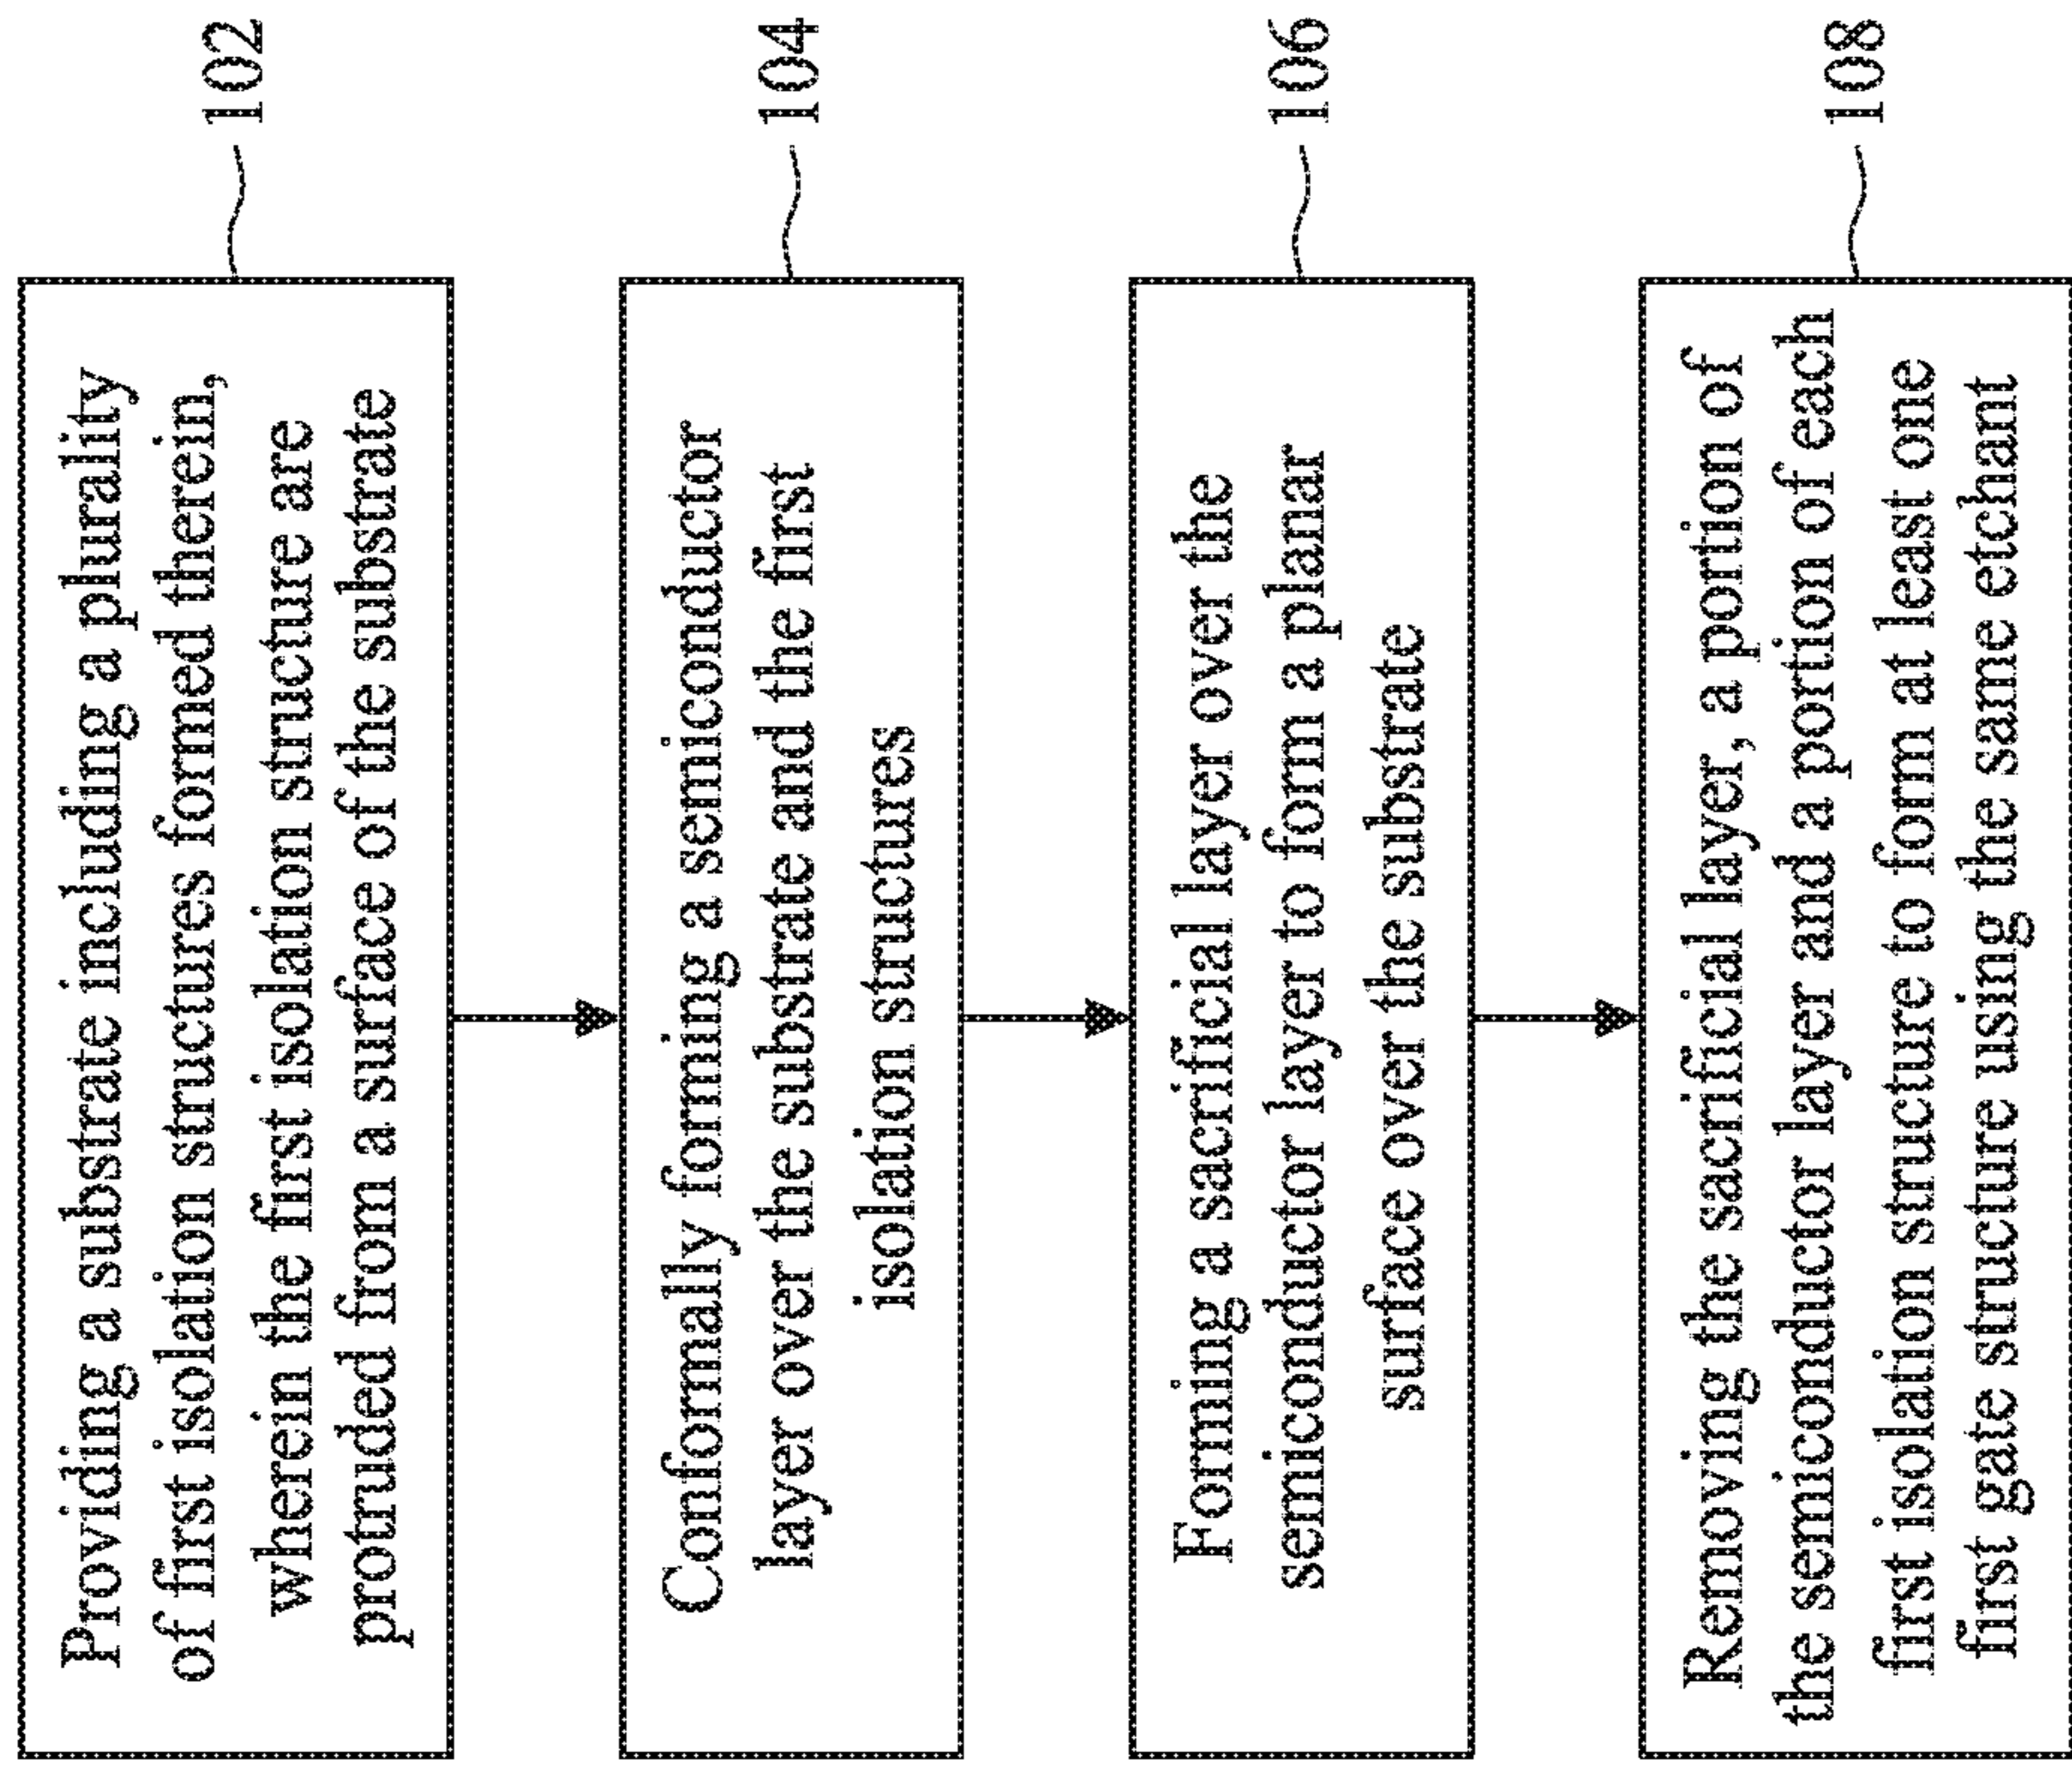 Providing a substrate including a plurality
of first isolation structures formed therein,
wherein the first isolation structure are
protruded from a surface of the substrate
102
Conformally forming a semiconductor
layer over the substrate and the first
isolation structures
104
Forming a sacrificial layer over the
semiconductor layer to form a planar
surface over the substrate
106
Removing the sacrificial layer, a portion of
the semiconductor layer and a portion of each
first isolation structure to form at least one
first gate structure using the same etchant
108